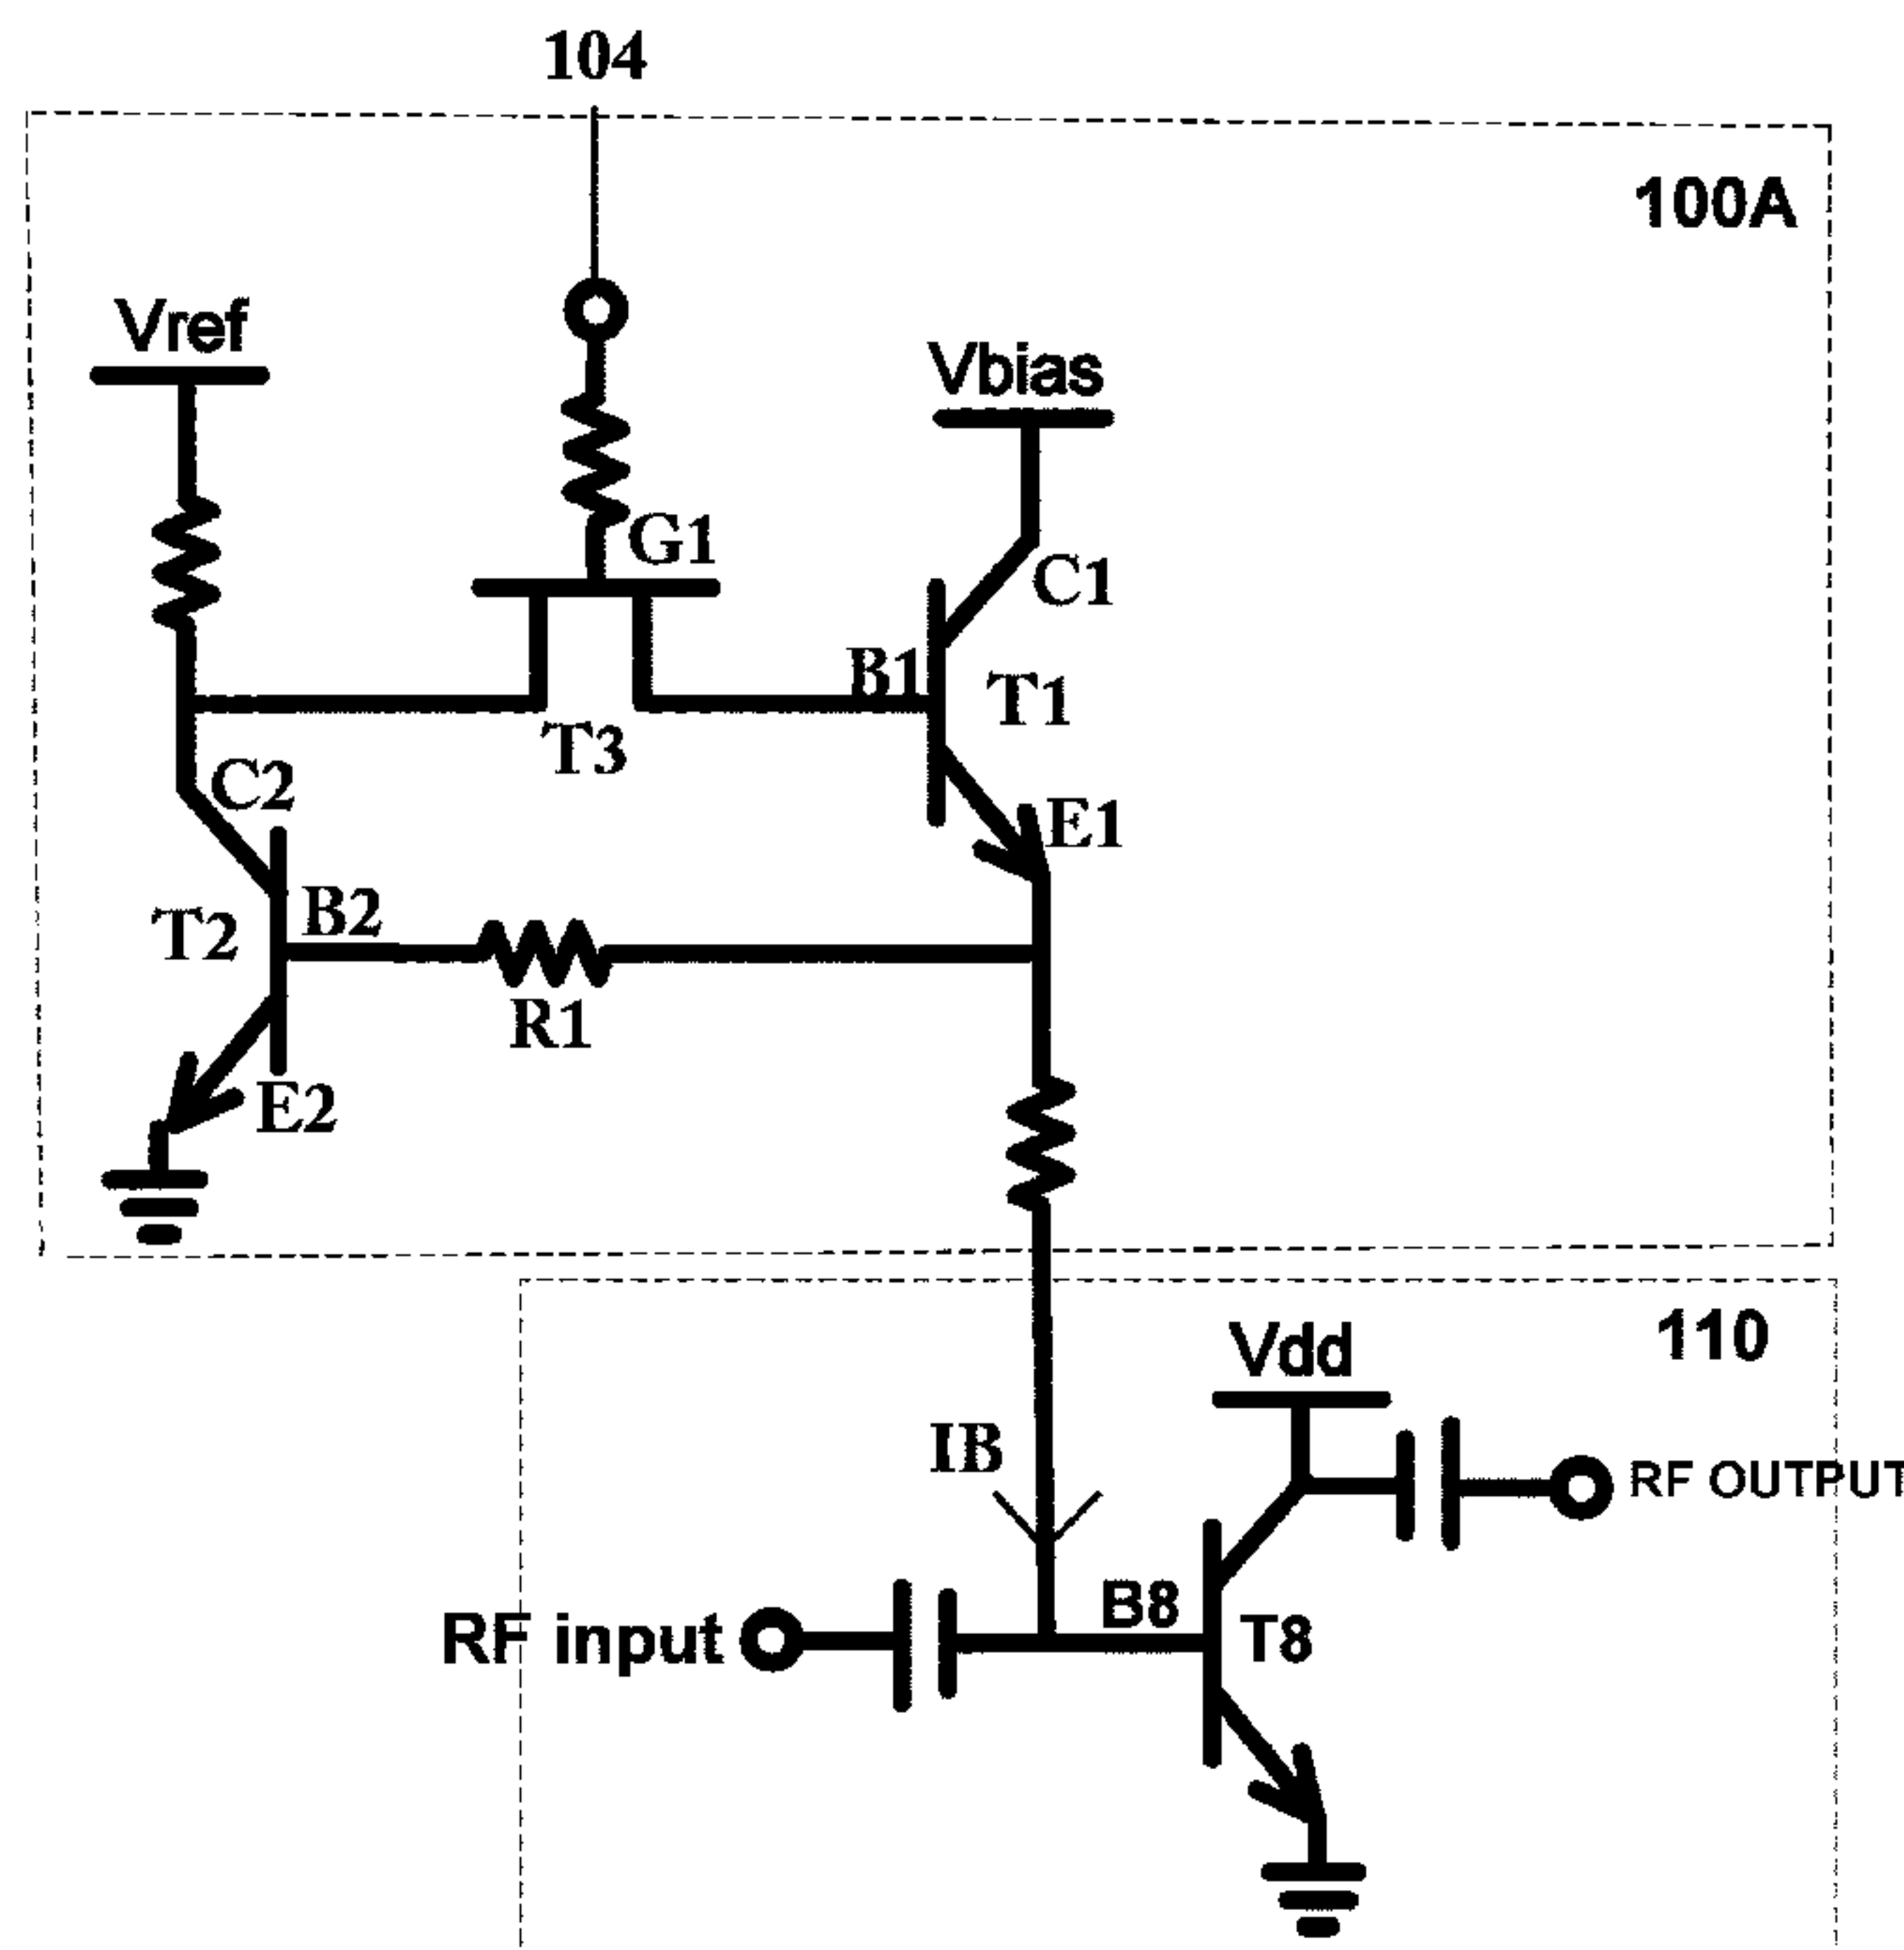 104
100A
Vref
Vbias
G1
C1
B1
T1
T3
C2
E1
B2
T2
R1
E2
110
Vdd
IB
RF OUTPUT
B8
RF input
T8